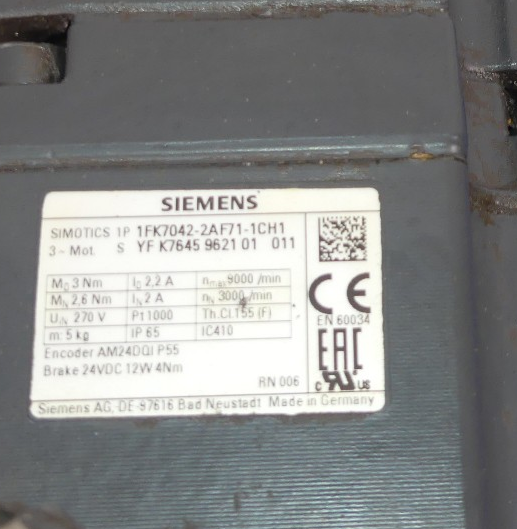 SIEMENS
SIMOTICS 1P 1FK7042-2AF71-1CH1
3~ Mot. S YF K7645 9621 01 011
M₀ 3 Nm I₀ 2,2 A nmax 9000 /min
MN 2,6 Nm IN 2 A nN 3000 /min
UIN 270 V Pt1000 Th.Cl.155 (F)
m: 5 kg IP 65 IC410
CE
EN 60034
Encoder AM24DQI P55
Brake 24VDC 12W 4Nm
EAC
RN 006
c RU US
Siemens AG, DE-97616 Bad Neustadt Made in Germany